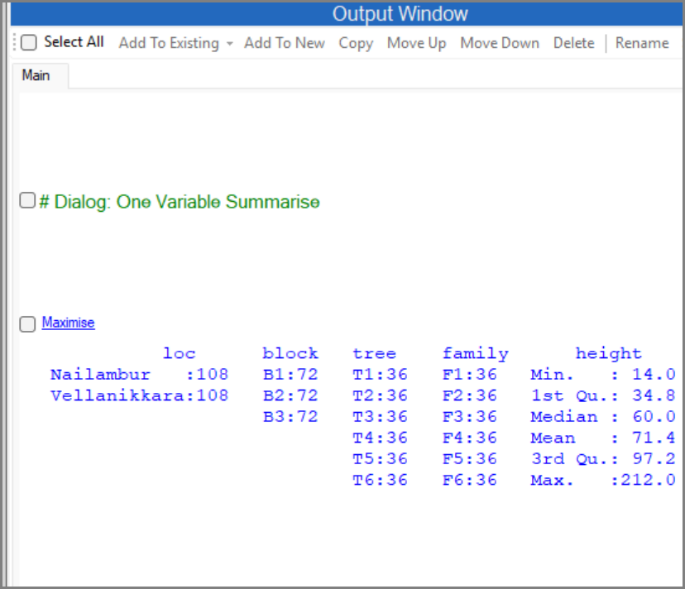 Output Window
Select All Add To Existing Add To New Copy Move Up Move Down Delete Rename
Main
# Dialog: One Variable Summarise
Maximise
loc block tree family height
Nailambur :108 B1:72 T1:36 F1:36 Min. : 14.0
Vellanikkara:108 B2:72 T2:36 F2:36 1st Qu.: 34.8
B3:72 T3:36 F3:36 Median : 60.0
T4:36 F4:36 Mean : 71.4
T5:36 F5:36 3rd Qu.: 97.2
T6:36 F6:36 Max. :212.0